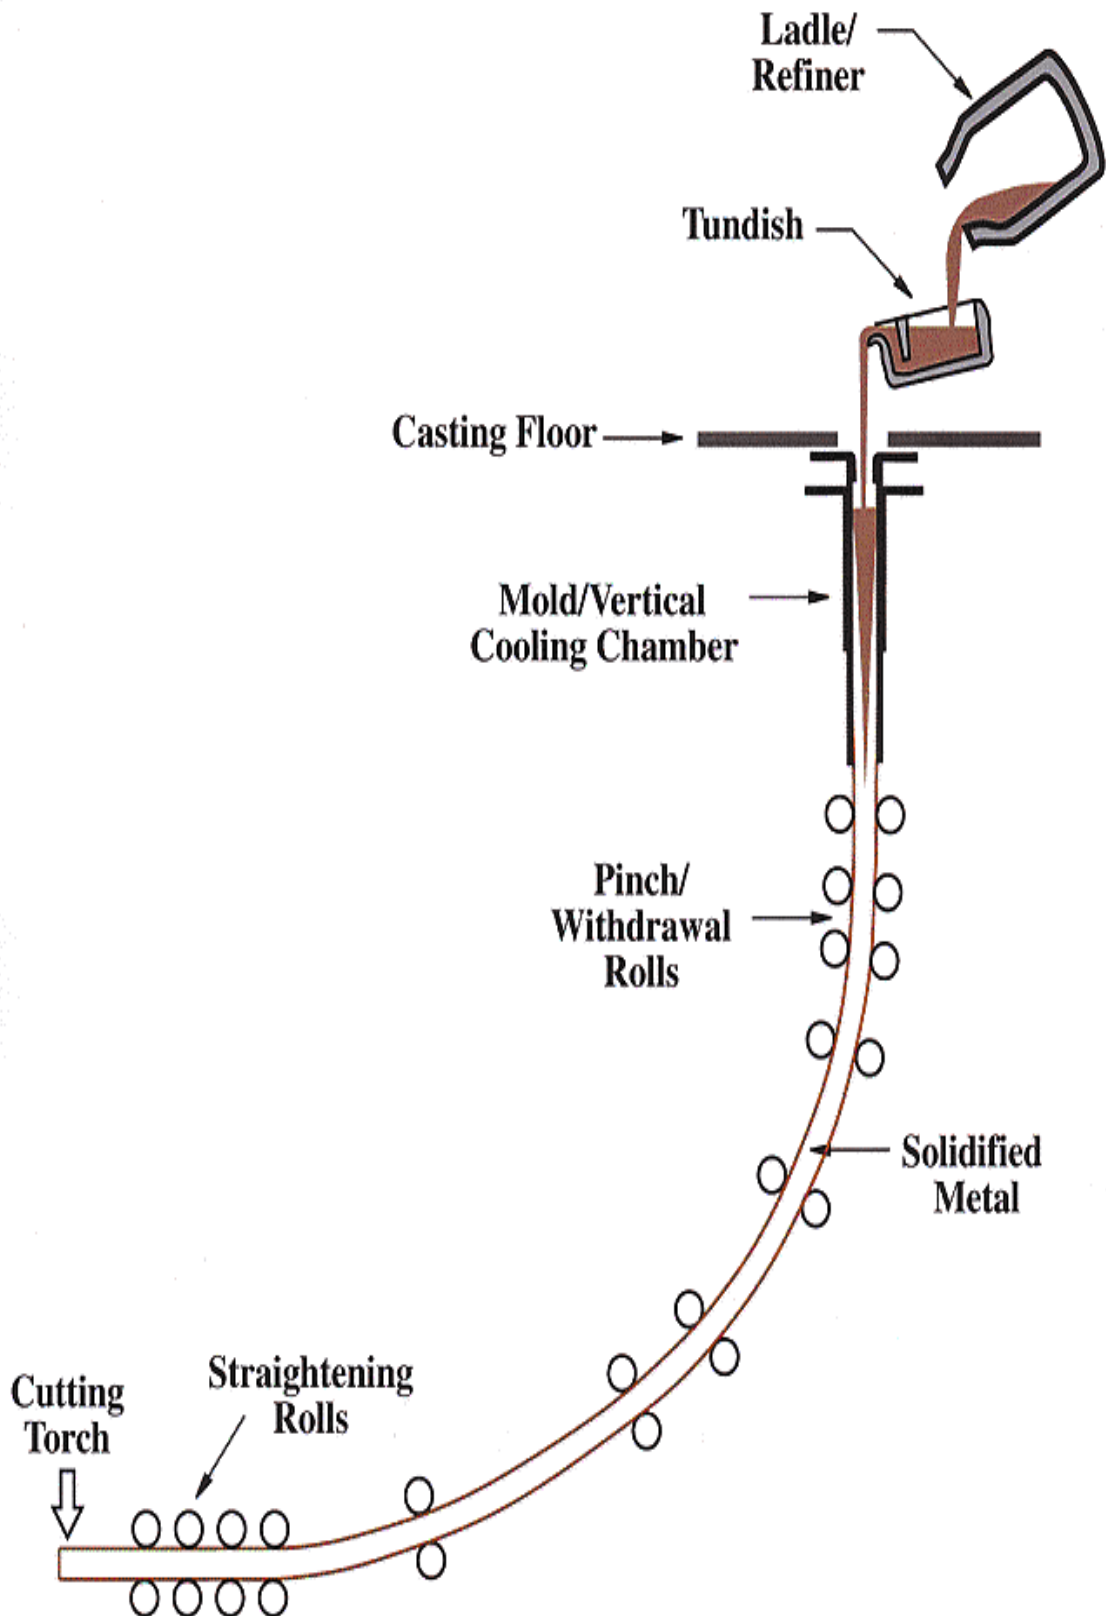 Ladle/
Refiner
Tundish
Casting Floor
Mold/Vertical
Cooling Chamber
Pinch/
Withdrawal
Rolls
Solidified
Metal
Straightening
Rolls
Cutting
Torch